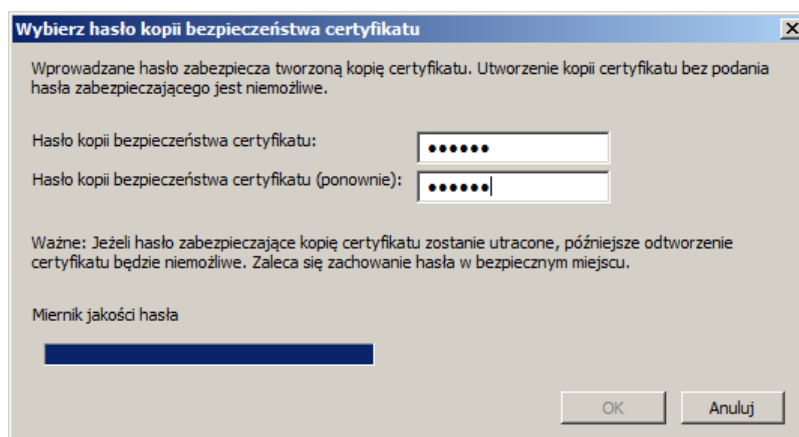 Wybierz hasło kopii bezpieczeństwa certyfikatu
Wprowadzane hasło zabezpiecza tworzoną kopię certyfikatu. Utworzenie kopii certyfikatu bez podania
hasła zabezpieczającego jest niemożliwe.
Hasło kopii bezpieczeństwa certyfikatu: ●●●●●●
Hasło kopii bezpieczeństwa certyfikatu (ponownie): ●●●●●●
Ważne: Jeżeli hasło zabezpieczające kopię certyfikatu zostanie utracone, późniejsze odtworzenie
certyfikatu będzie niemożliwe. Zaleca się zachowanie hasła w bezpiecznym miejscu.
Miernik jakości hasła
OK Anuluj